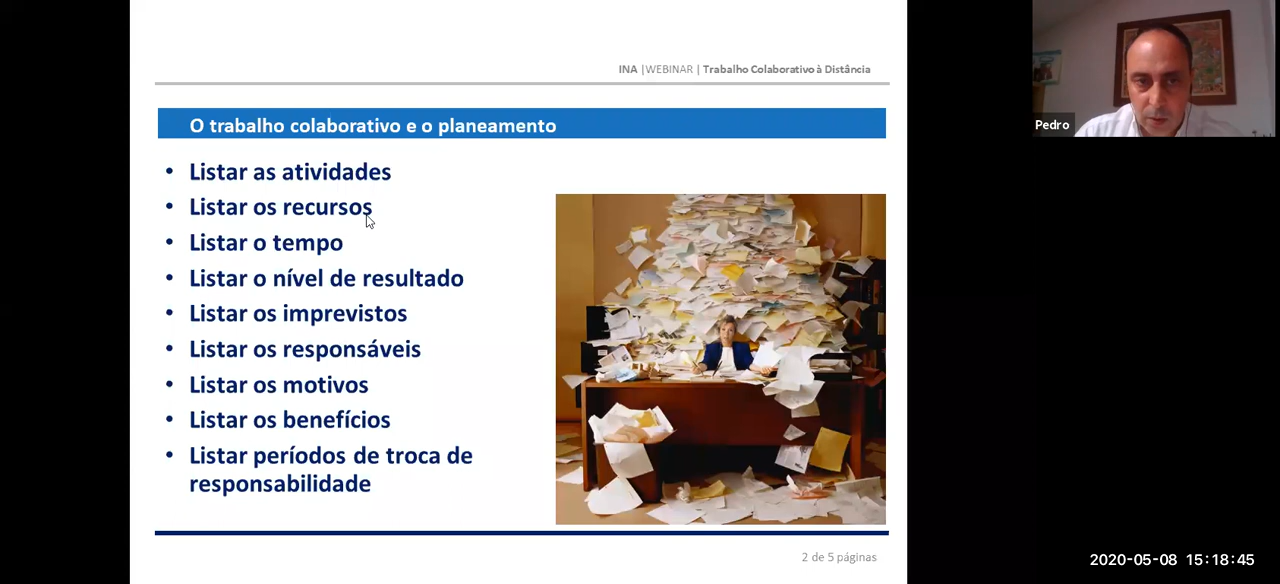 INA |WEBINAR | Trabalho Colaborativo à Distância
O trabalho colaborativo e o planeamento
• Listar as atividades
• Listar os recursos
• Listar o tempo
• Listar o nível de resultado
• Listar os imprevistos
• Listar os responsáveis
• Listar os motivos
• Listar os benefícios
• Listar períodos de troca de
responsabilidade
2 de 5 páginas
Pedro
2020-05-08 15:18:45